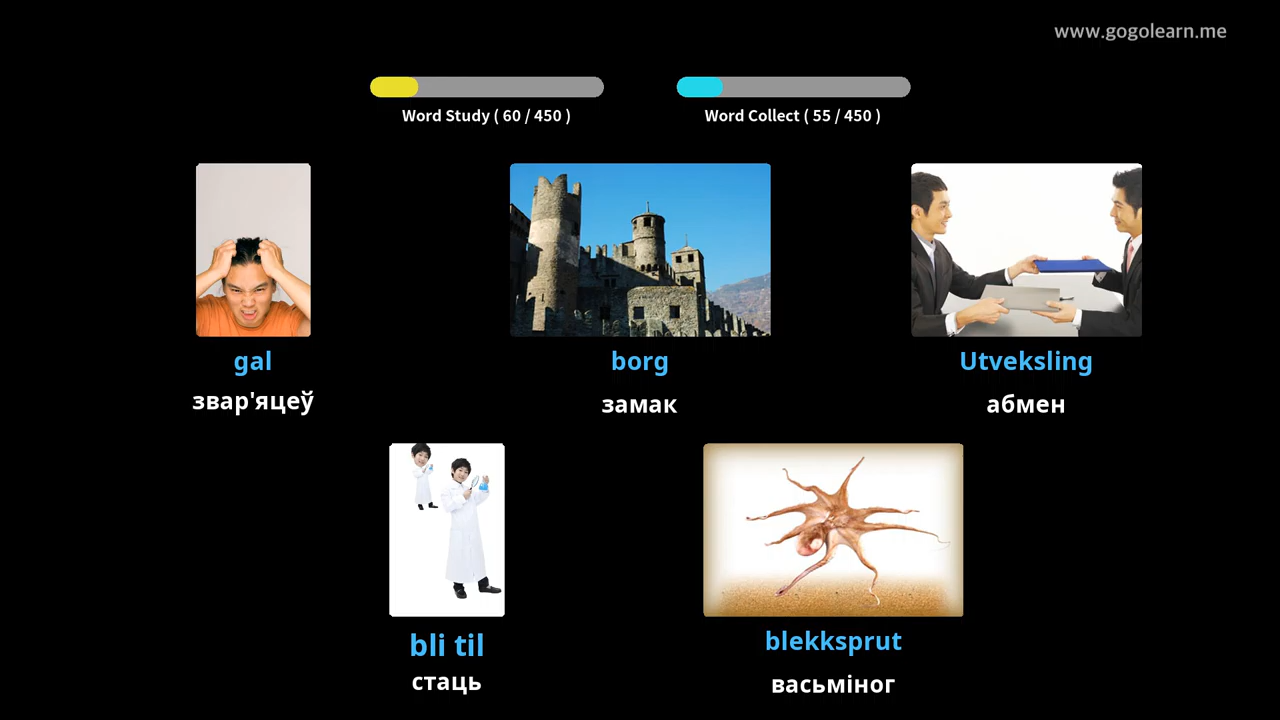 www.gogolearn.me
Word Study ( 60 / 450 )
Word Collect ( 55 / 450 )
gal
звар'яцеў
borg
замак
Utveksling
абмен
bli til
стаць
blekksprut
васьміног